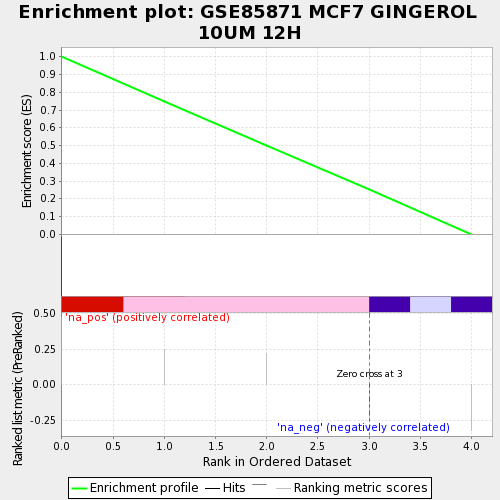 Enrichment plot: GSE85871 MCF7 GINGEROL
10UM 12H
Enrichment score (ES)
1.0
0.9
0.8
0.7
0.6
0.5
0.4
0.3
0.2
0.1
0.0
Ranked list metric (PreRanked)
0.50
0.25
0.00
-0.25
'na_pos' (positively correlated)
Zero cross at 3
'na_neg' (negatively correlated)
0.0 0.5 1.0 1.5 2.0 2.5 3.0 3.5 4.0
Rank in Ordered Dataset
Enrichment profile Hits Ranking metric scores